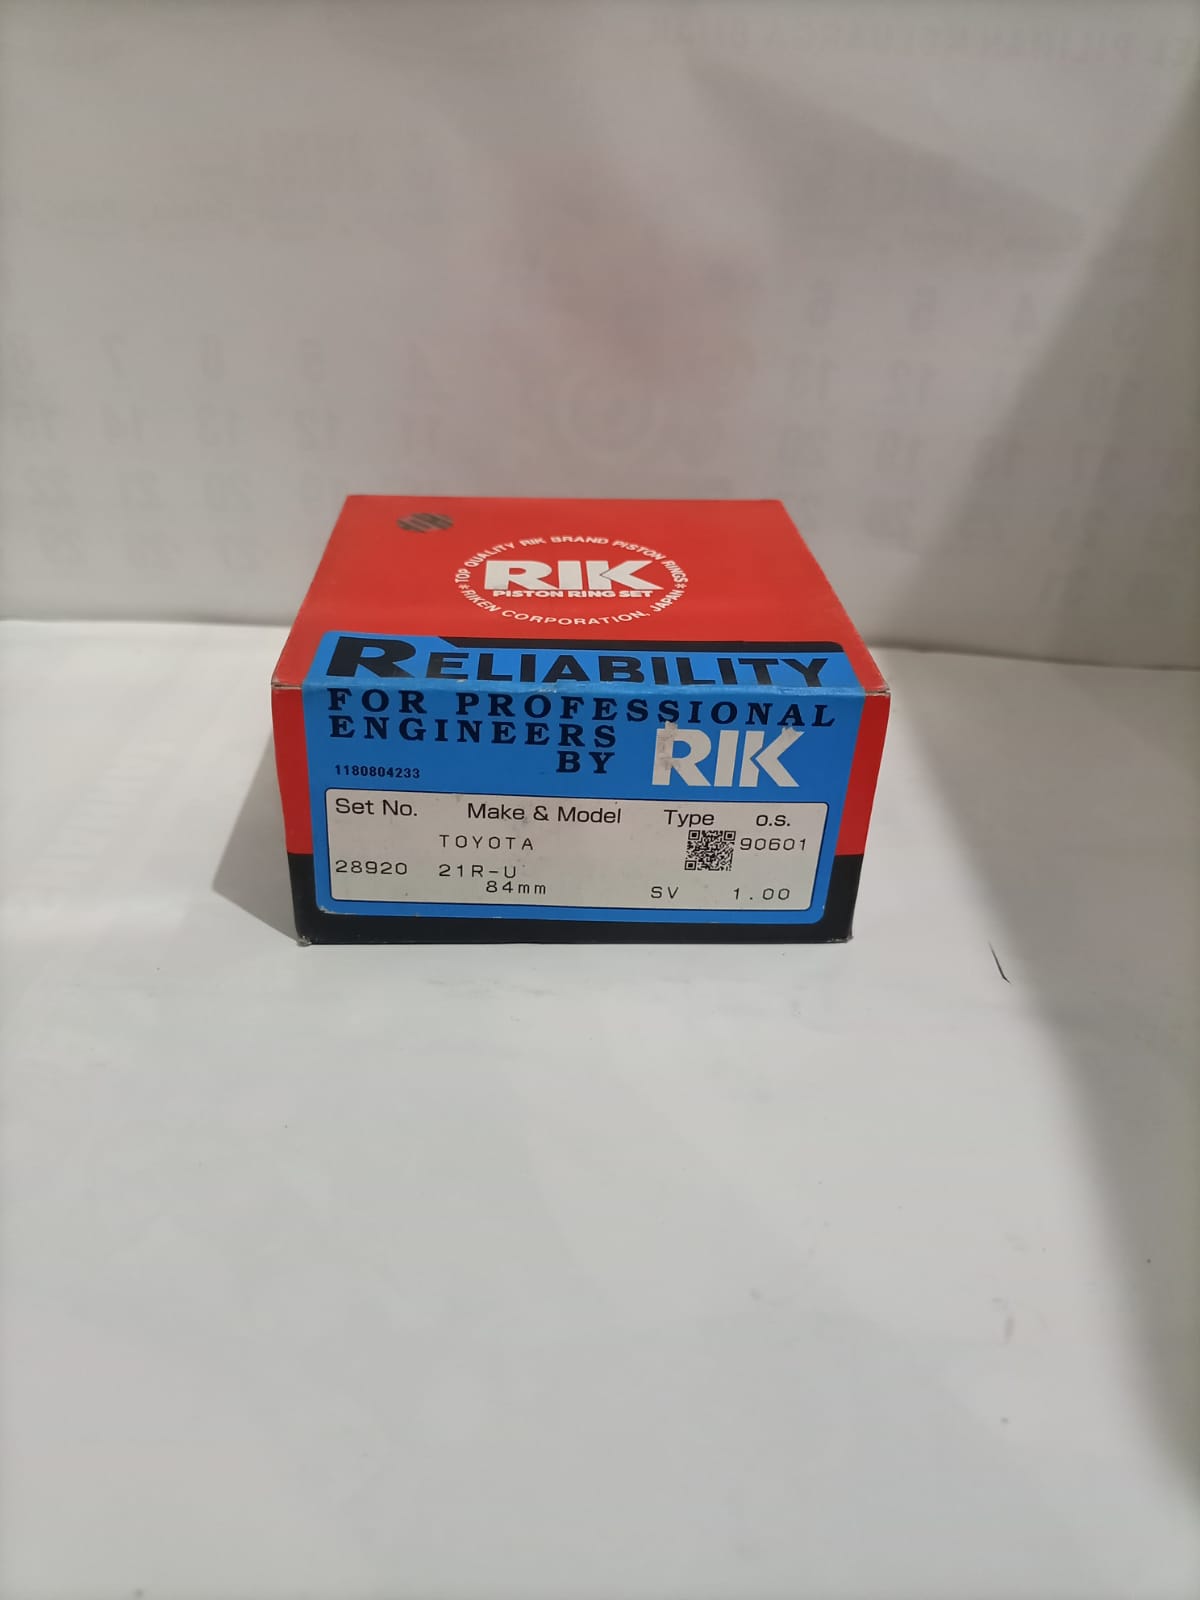 TOP QUALITY RIK BRAND PISTON RINGS
RIK
PISTON RING SET
RIKEN CORPORATION, JAPAN
RELIABILITY
FOR PROFESSIONAL
ENGINEERS
BY RIK
1180804233
Set No. Make & Model Type o.s.
TOYOTA 90601
28920 21R-U
84mm SV 1.00